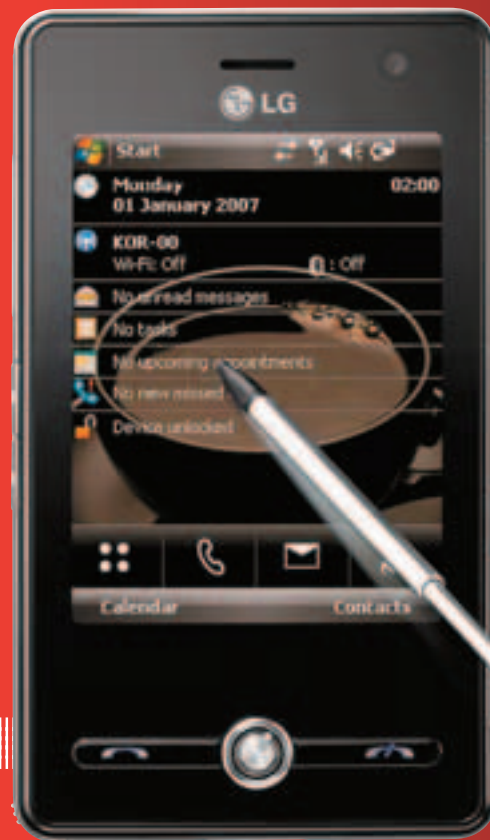 LG
Start
Monday 02:00
01 January 2007
KOR-00
Wi-Fi: Off : Off
No unread messages
No tasks
No upcoming appointments
No new missed
Device unlocked
Calendar Contacts